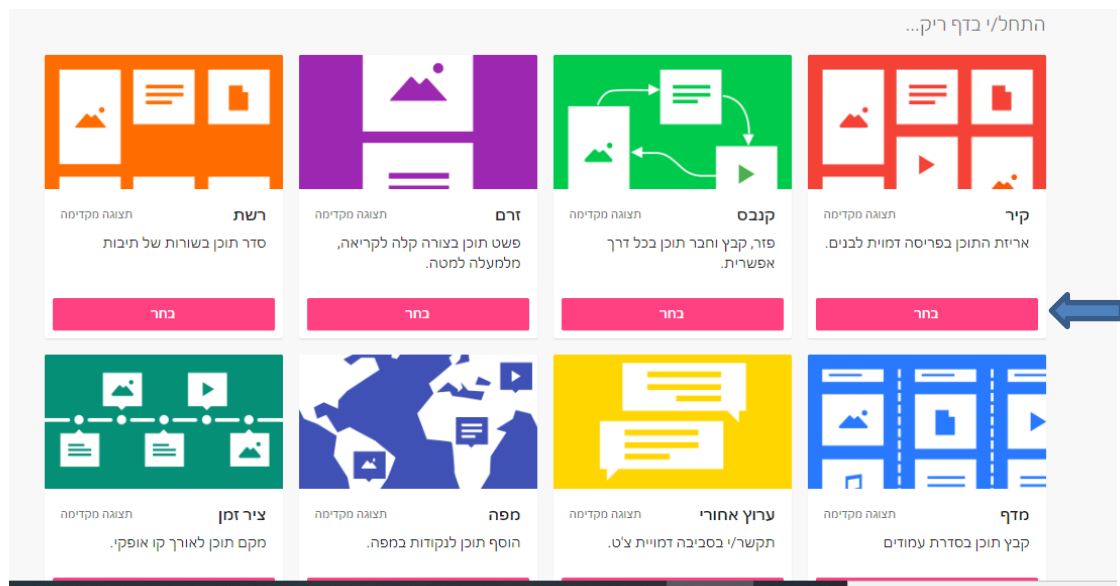 התחל/י בדף ריק...
קיר
תצוגה מקדימה
אריזת התוכן בפריסה דמוית לבנים.
בחר
קנבס
תצוגה מקדימה
פזר, קבץ וחבר תוכן בכל דרך
אפשרית.
בחר
זרם
תצוגה מקדימה
פשט תוכן בצורה קלה לקריאה,
מלמעלה למטה.
בחר
רשת
תצוגה מקדימה
סדר תוכן בשורות של תיבות
בחר
מדף
תצוגה מקדימה
קבץ תוכן בסדרת עמודים
ערוץ אחורי
תצוגה מקדימה
תקשר/י בסביבה דמויית צ'ט.
מפה
תצוגה מקדימה
הוסף תוכן לנקודות במפה.
ציר זמן
תצוגה מקדימה
מקם תוכן לאורך קו אופקי.